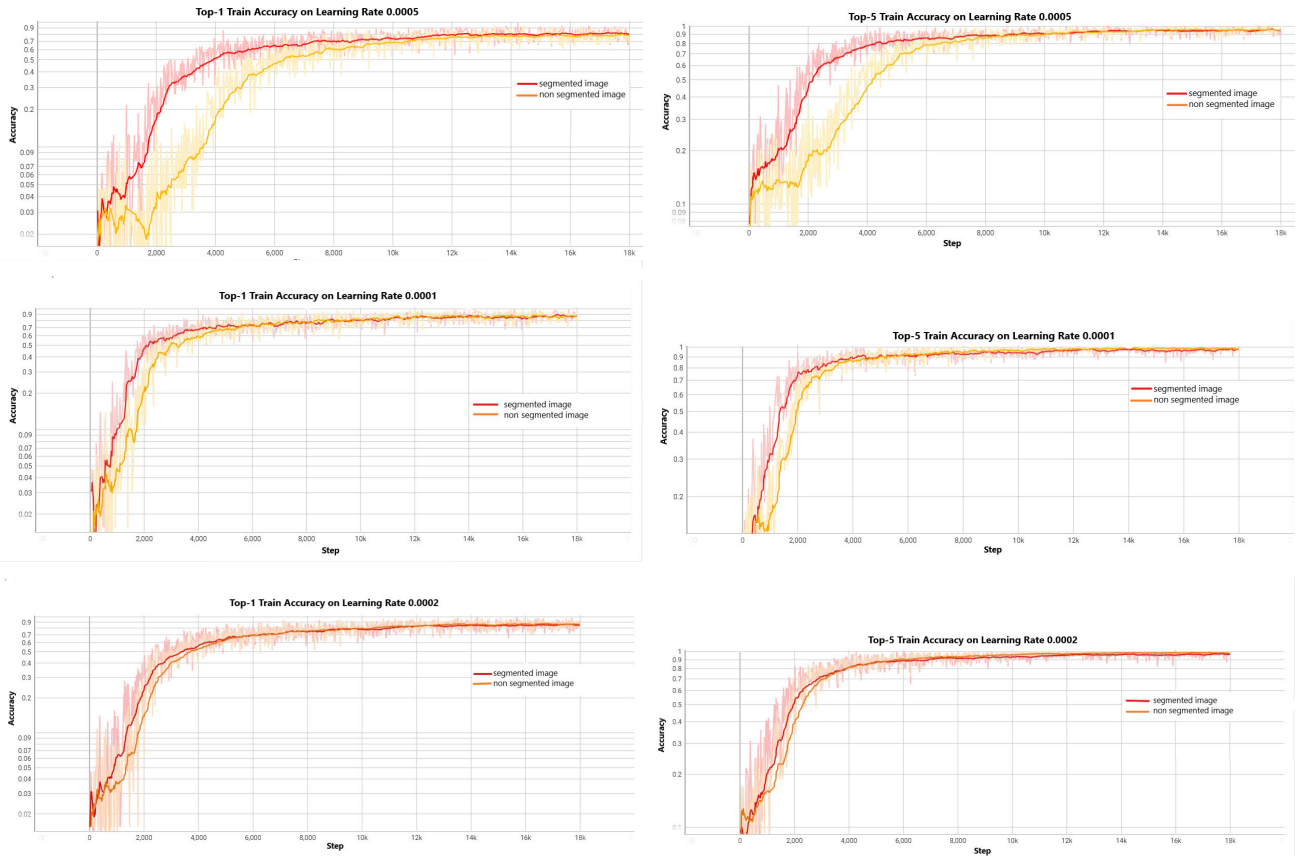 Top-1 Train Accuracy on Learning Rate 0.0005
0.9
0.7
0.6
0.5
0.4
0.3
0.2
0.09
0.07
0.06
0.05
0.04
0.03
0.02
Accuracy
segmented image
non segmented image
0 2,000 4,000 6,000 8,000 10k 12k 14k 16k 18k
Top-5 Train Accuracy on Learning Rate 0.0005
1
0.9
0.8
0.7
0.6
0.5
0.4
0.3
0.2
0.1
0.09
0.08
Accuracy
segmented image
non segmented image
0 2,000 4,000 6,000 8,000 10k 12k 14k 16k 18k
Step
Top-1 Train Accuracy on Learning Rate 0.0001
0.9
0.7
0.6
0.5
0.4
0.3
0.2
0.09
0.07
0.06
0.05
0.04
0.03
0.02
Accuracy
segmented image
non segmented image
0 2,000 4,000 6,000 8,000 10k 12k 14k 16k 18k
Step
Top-5 Train Accuracy on Learning Rate 0.0001
1
0.9
0.8
0.7
0.6
0.5
0.4
0.3
0.2
Accuracy
segmented image
non segmented image
0 2,000 4,000 6,000 8,000 10k 12k 14k 16k 18k
Step
Top-1 Train Accuracy on Learning Rate 0.0002
0.9
0.7
0.6
0.5
0.4
0.3
0.2
0.09
0.07
0.06
0.05
0.04
0.03
0.02
Accuracy
segmented image
non segmented image
0 2,000 4,000 6,000 8,000 10k 12k 14k 16k 18k
Step
Top-5 Train Accuracy on Learning Rate 0.0002
1
0.9
0.8
0.7
0.6
0.5
0.4
0.3
0.2
0.1
Accuracy
segmented image
non segmented image
0 2,000 4,000 6,000 8,000 10k 12k 14k 16k 18k
Step